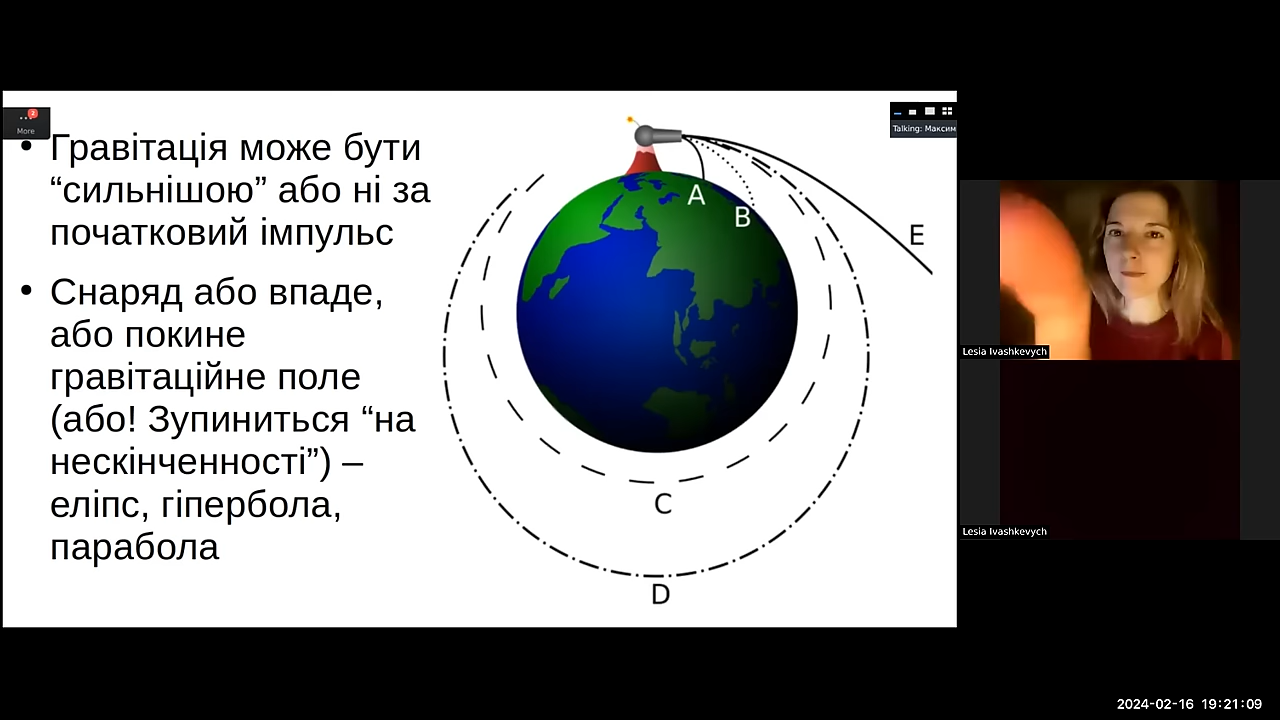 2
More
Talking: Максим
• Гравітація може бути
“сильнішою” або ні за
початковий імпульс
• Снаряд або впаде,
або покине
гравітаційне поле
(або! Зупиниться “на
нескінченності”) –
еліпс, гіпербола,
парабола
A
B
E
C
D
Lesia Ivashkevych
Lesia Ivashkevych
2024-02-16 19:21:09